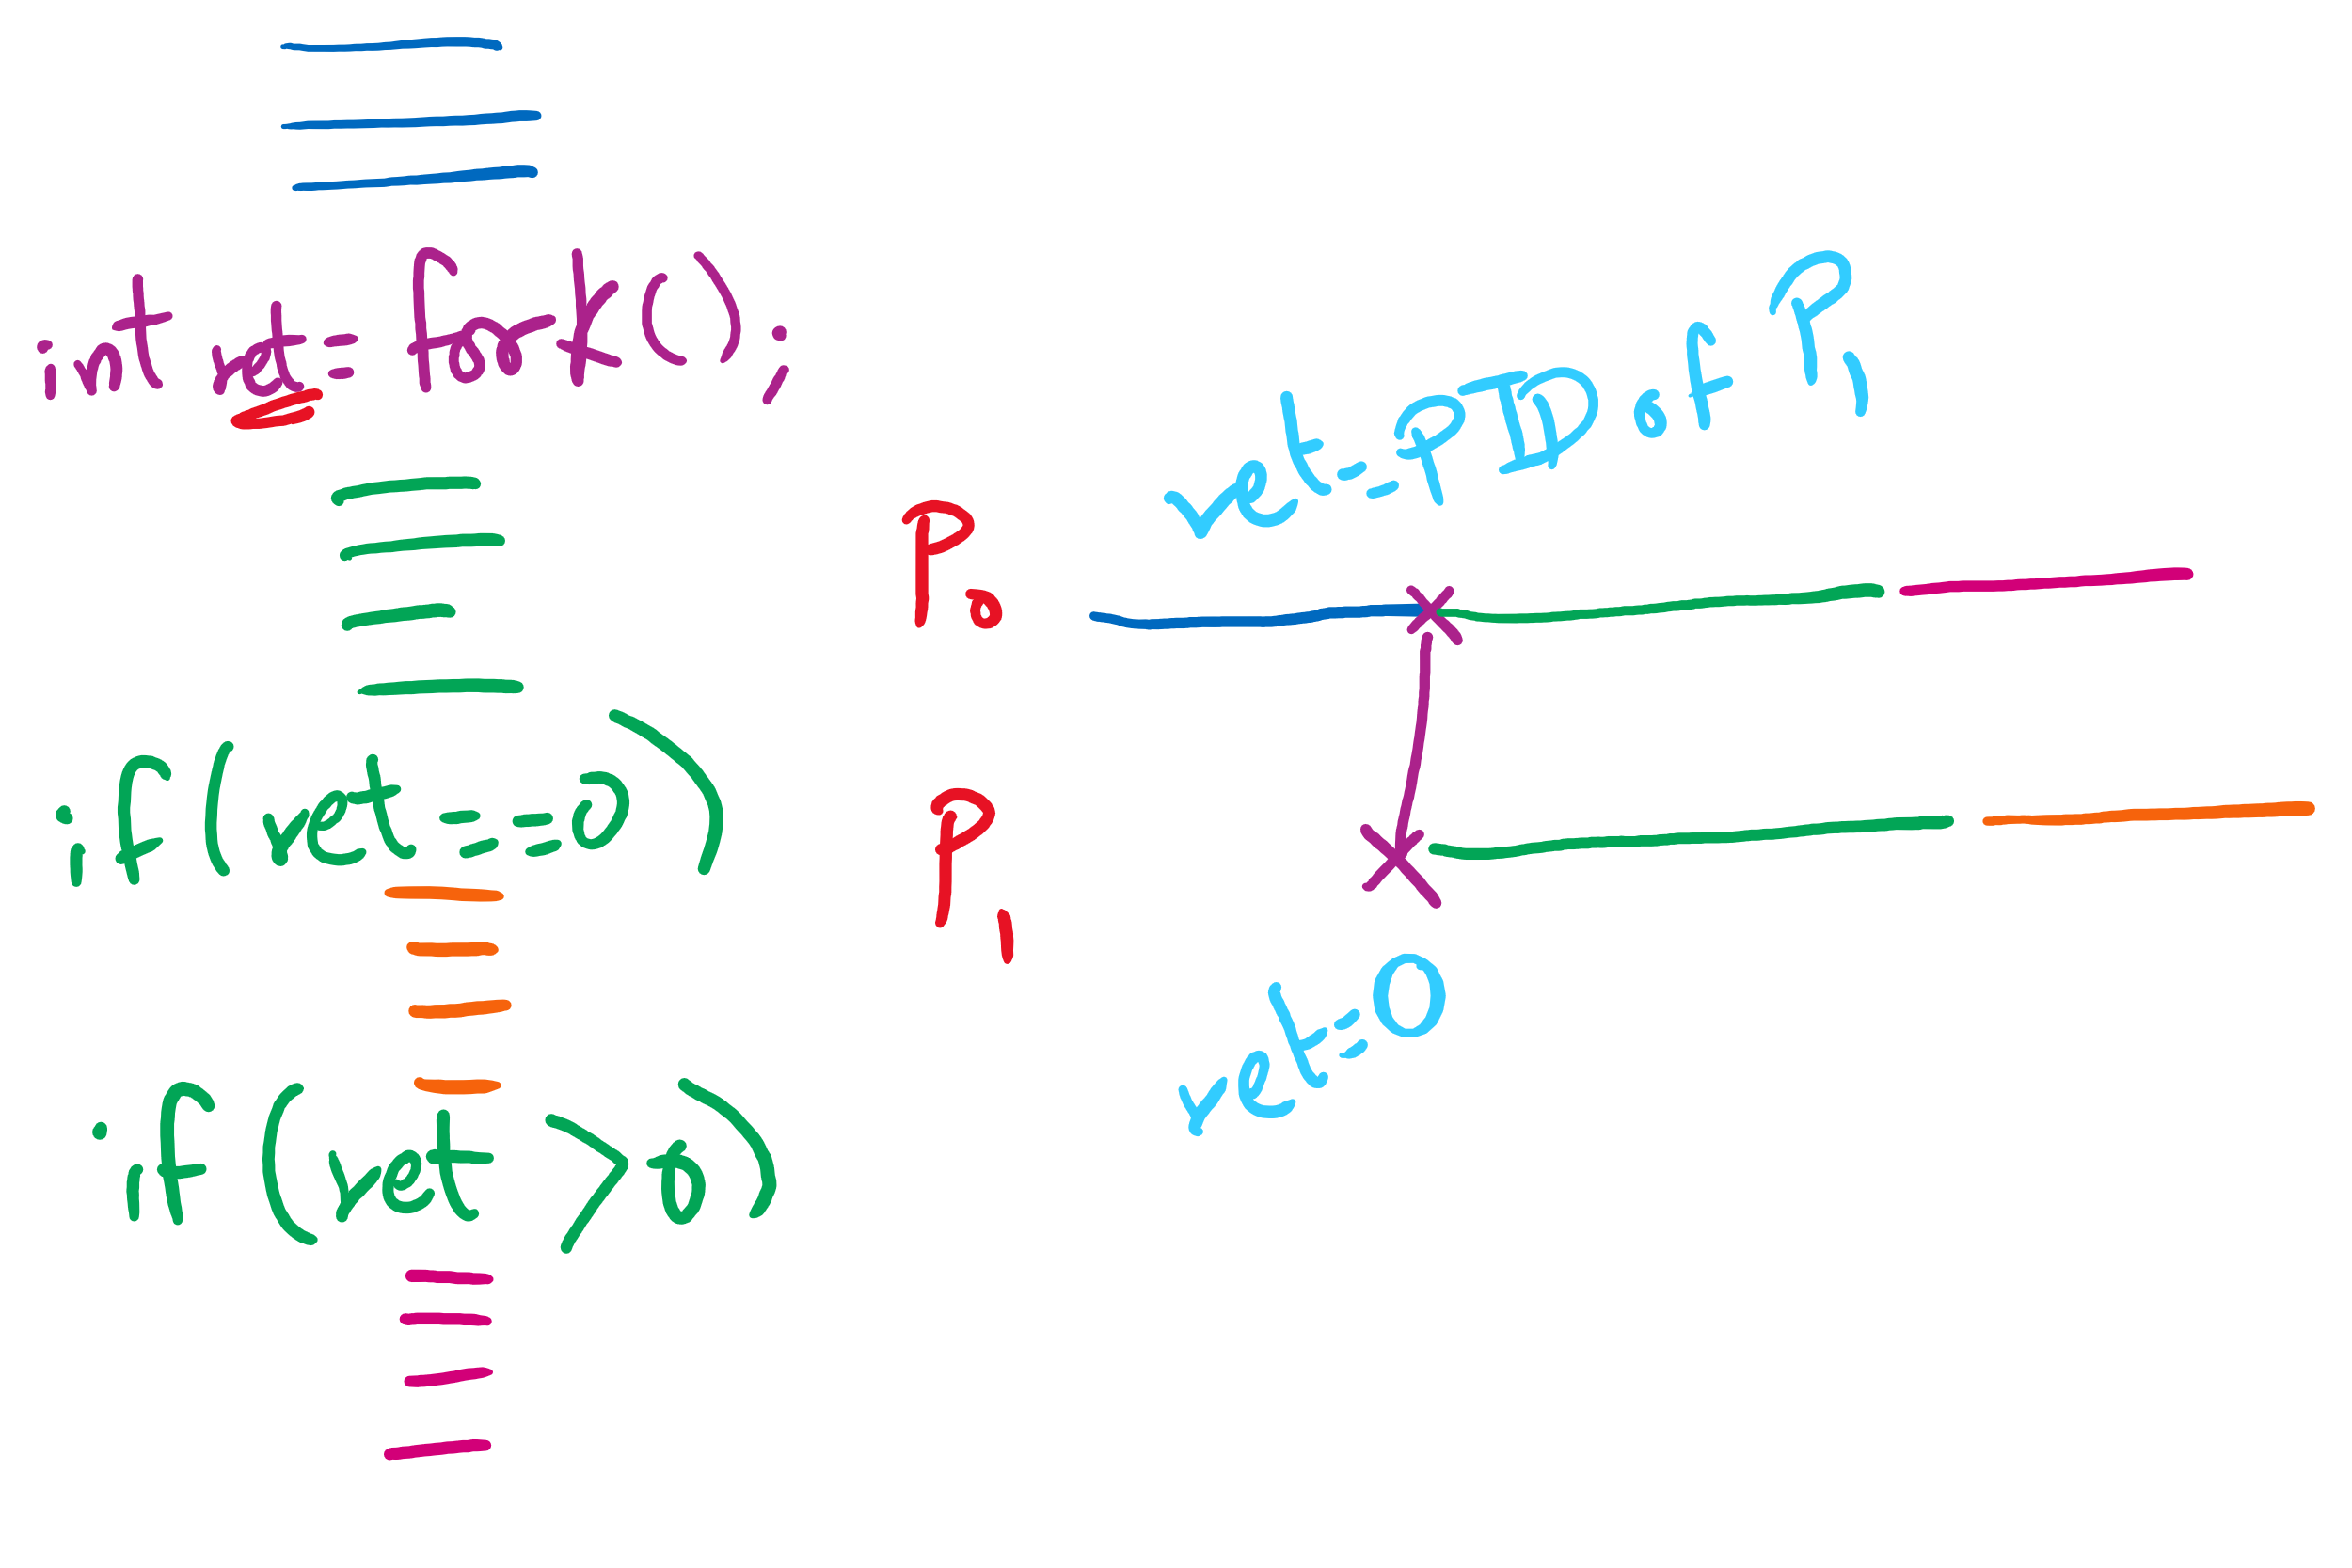 int ret = fork();
ret = PID of P1
P0
if(ret == 0)
P1
ret = 0
if (ret > 0)